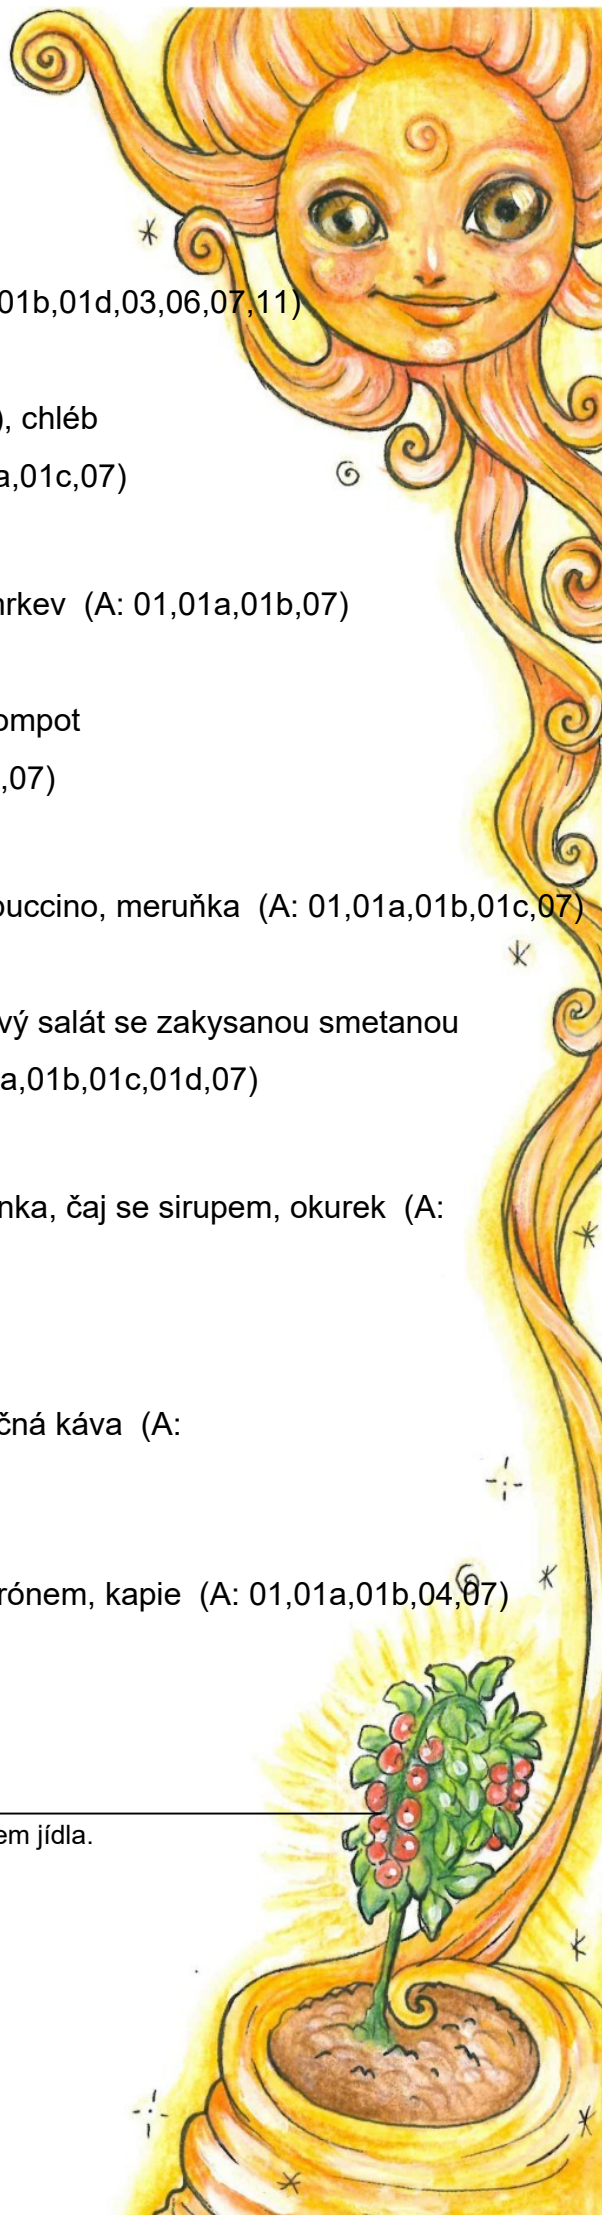 01b,01d,03,06,07,11)
), chléb
a,01c,07)
rkev (A: 01,01a,01b,07)
ompot
,07)
puccino, meruňka (A: 01,01a,01b,01c,07)
vý salát se zakysanou smetanou
a,01b,01c,01d,07)
nka, čaj se sirupem, okurek (A:
čná káva (A:
rónem, kapie (A: 01,01a,01b,04,07)
em jídla.